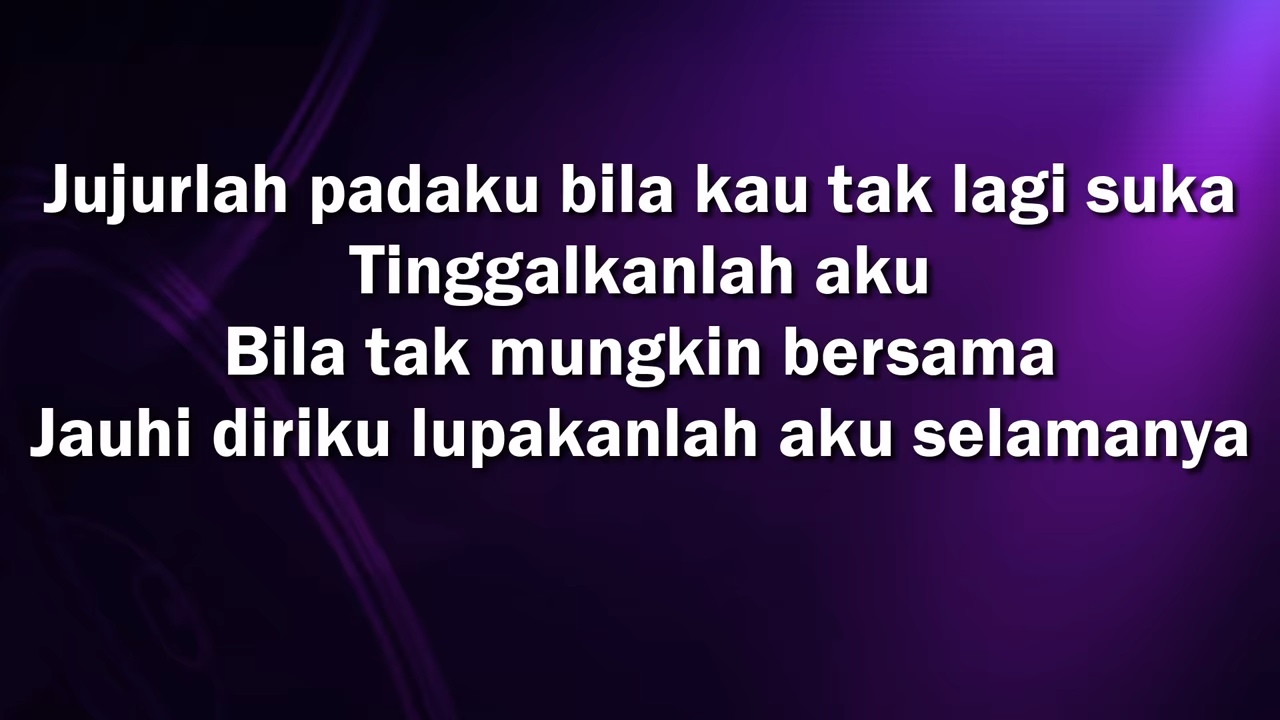 Jujurlah padaku bila kau tak lagi suka
Tinggalkanlah aku
Bila tak mungkin bersama
Jauhi diriku lupakanlah aku selamanya